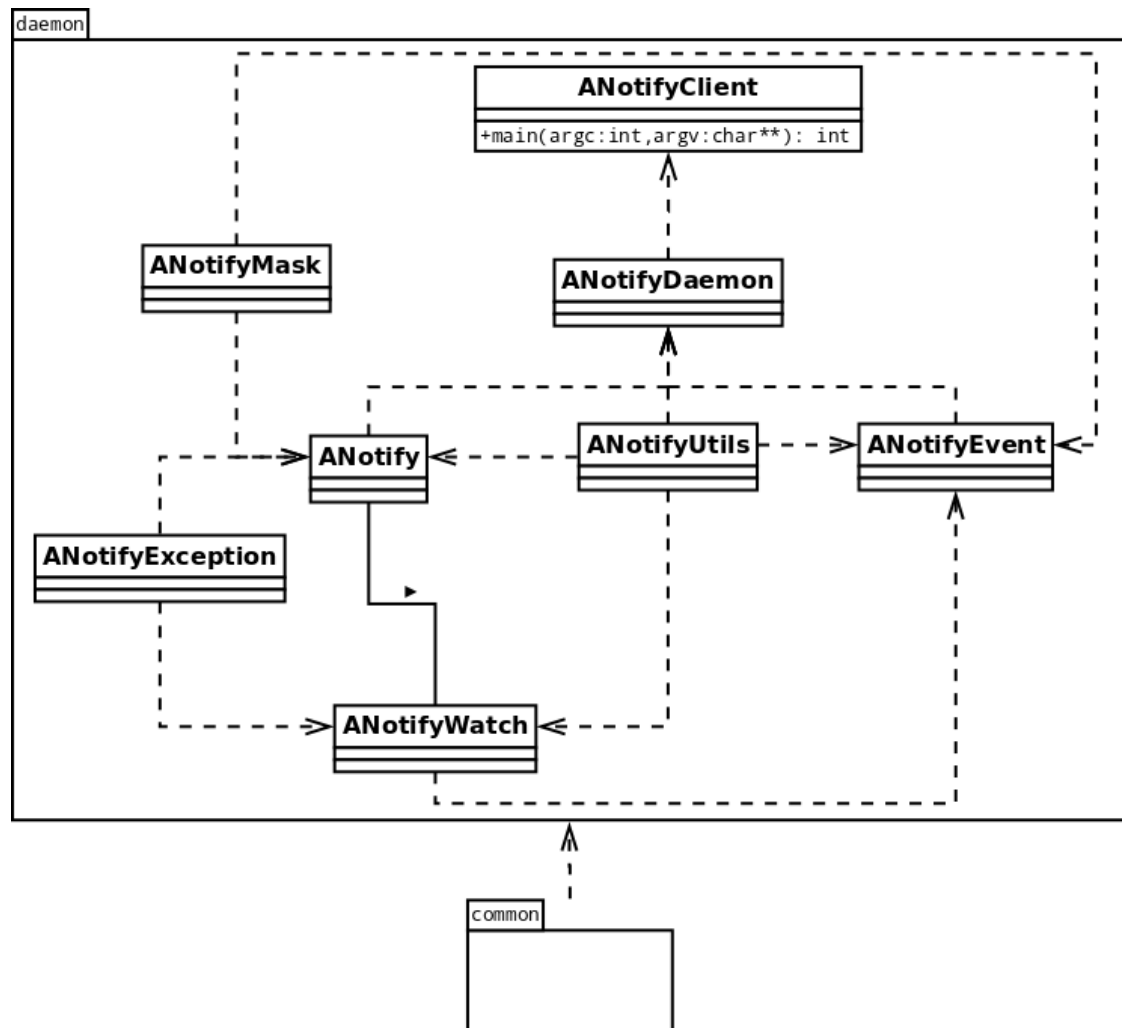 daemon
ANotifyClient
+main(argc:int,argv:char**): int
ANotifyMask
ANotifyDaemon
ANotify
ANotifyUtils
ANotifyEvent
ANotifyException
ANotifyWatch
common